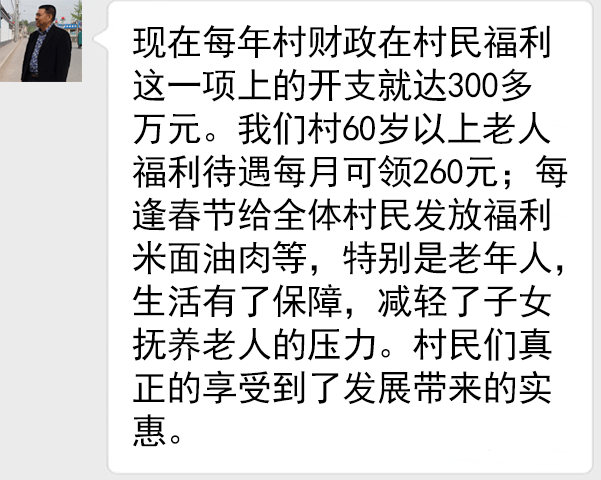 现在每年村财政在村民福利
这一项上的开支就达300多
万元。我们村60岁以上老人
福利待遇每月可领260元；每
逢春节给全体村民发放福利
米面油肉等，特别是老年人，
生活有了保障，减轻了子女
抚养老人的压力。村民们真
正的享受到了发展带来的实
惠。